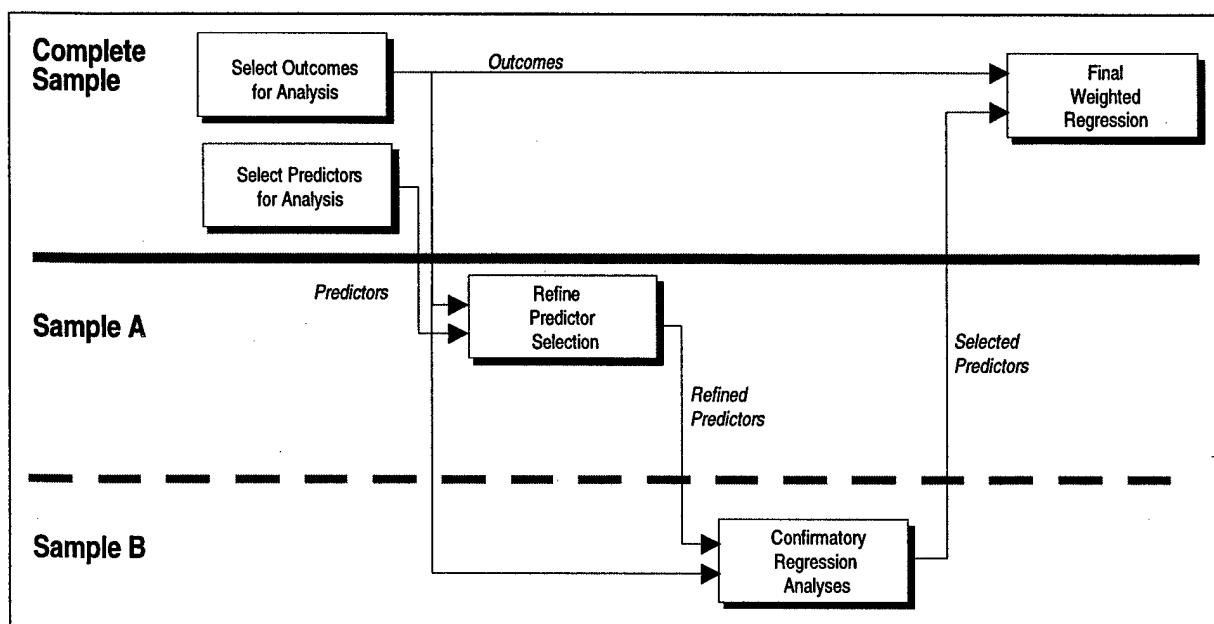 Complete
Sample
Select Outcomes
for Analysis
Outcomes
Final
Weighted
Regression
Select Predictors
for Analysis
Predictors
Sample A
Refine
Predictor
Selection
Selected
Predictors
Refined
Predictors
Sample B
Confirmatory
Regression
Analyses